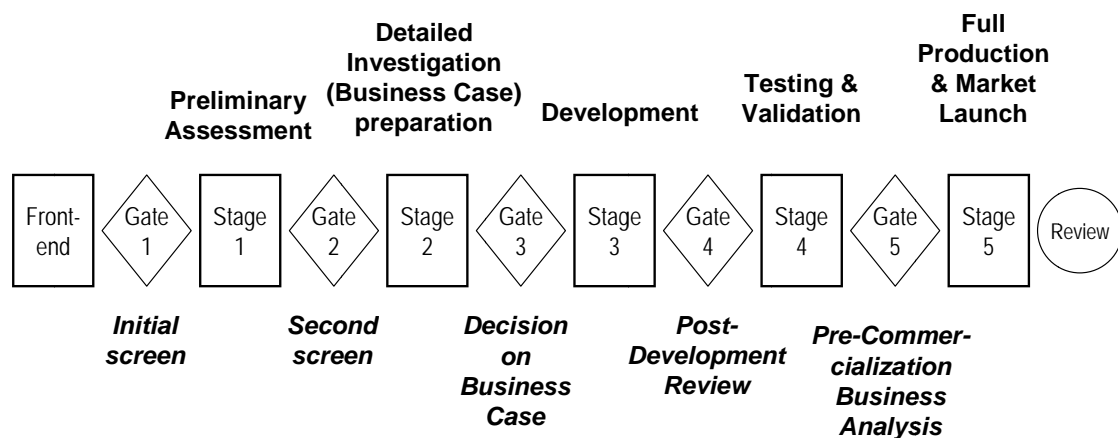 Preliminary
Assessment
Detailed
Investigation
(Business Case)
preparation
Development
Testing &
Validation
Full
Production
& Market
Launch
Front-
end
Gate
1
Stage
1
Gate
2
Stage
2
Gate
3
Stage
3
Gate
4
Stage
4
Gate
5
Stage
5
Review
Initial
screen
Second
screen
Decision
on
Business
Case
Post-
Development
Review
Pre-Commer-
cialization
Business
Analysis